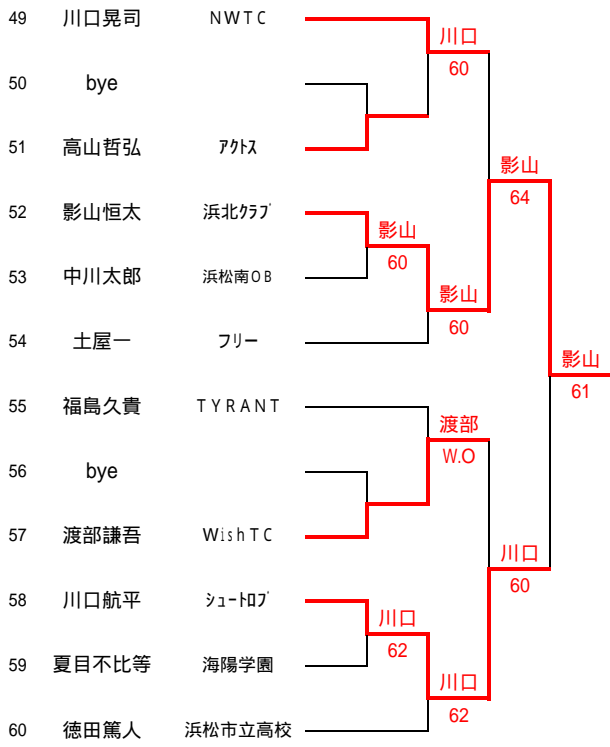 49 川口晃司 NWTC
川口
60
50 bye
51 高山哲弘 アクトス
影山
64
52 影山恒太 浜北クラブ
影山
60
53 中川太郎 浜松南OB
影山
60
54 土屋一 フリー
影山
61
55 福島久貴 TYRANT
渡部
W.O
56 bye
57 渡部謙吾 WishTC
川口
60
58 川口航平 シュートロブ
川口
62
59 夏目不比等 海陽学園
川口
62
60 徳田篤人 浜松市立高校